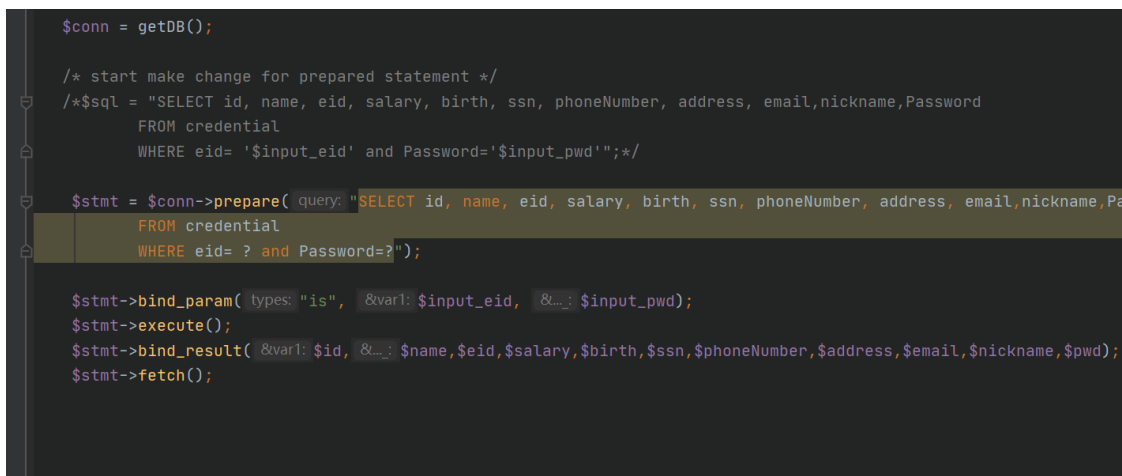 $conn = getDB();
/* start make change for prepared statement */
/*$sql = "SELECT id, name, eid, salary, birth, ssn, phoneNumber, address, email,nickname,Password
FROM credential
WHERE eid= '$input_eid' and Password='$input_pwd'";*/
$stmt = $conn->prepare( query: "SELECT id, name, eid, salary, birth, ssn, phoneNumber, address, email,nickname,Pa
FROM credential
WHERE eid= ? and Password=?");
$stmt->bind_param( types: "is", &var1: $input_eid, &..._: $input_pwd);
$stmt->execute();
$stmt->bind_result( &var1: $id, &..._: $name,$eid,$salary,$birth,$ssn,$phoneNumber,$address,$email,$nickname,$pwd);
$stmt->fetch();